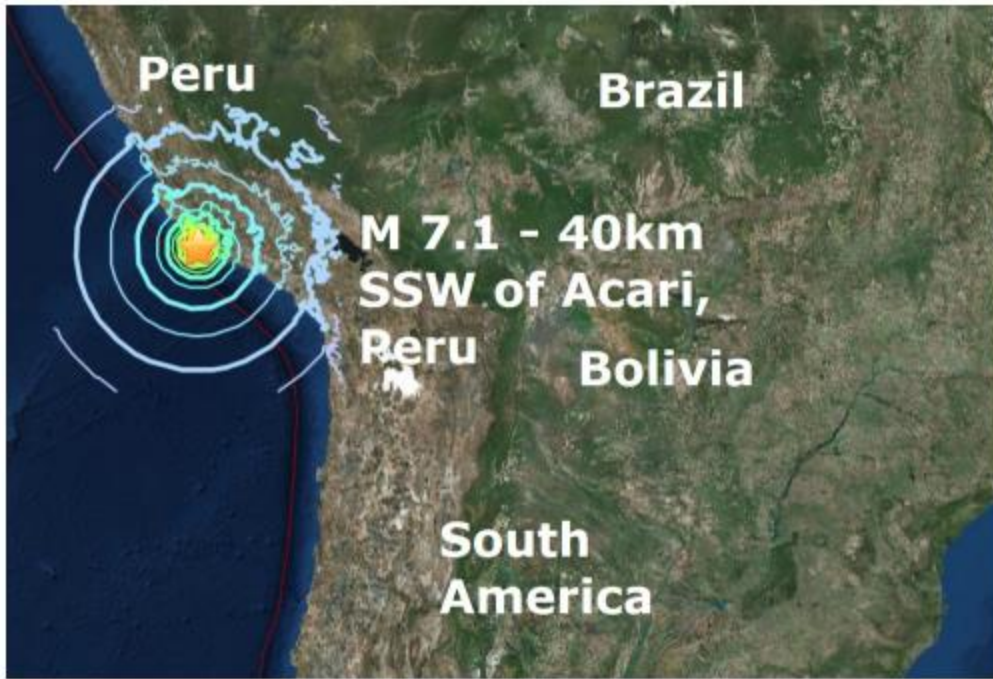 Peru
Brazil
M 7.1 - 40km
SSW of Acari,
Peru
Bolivia
South
America